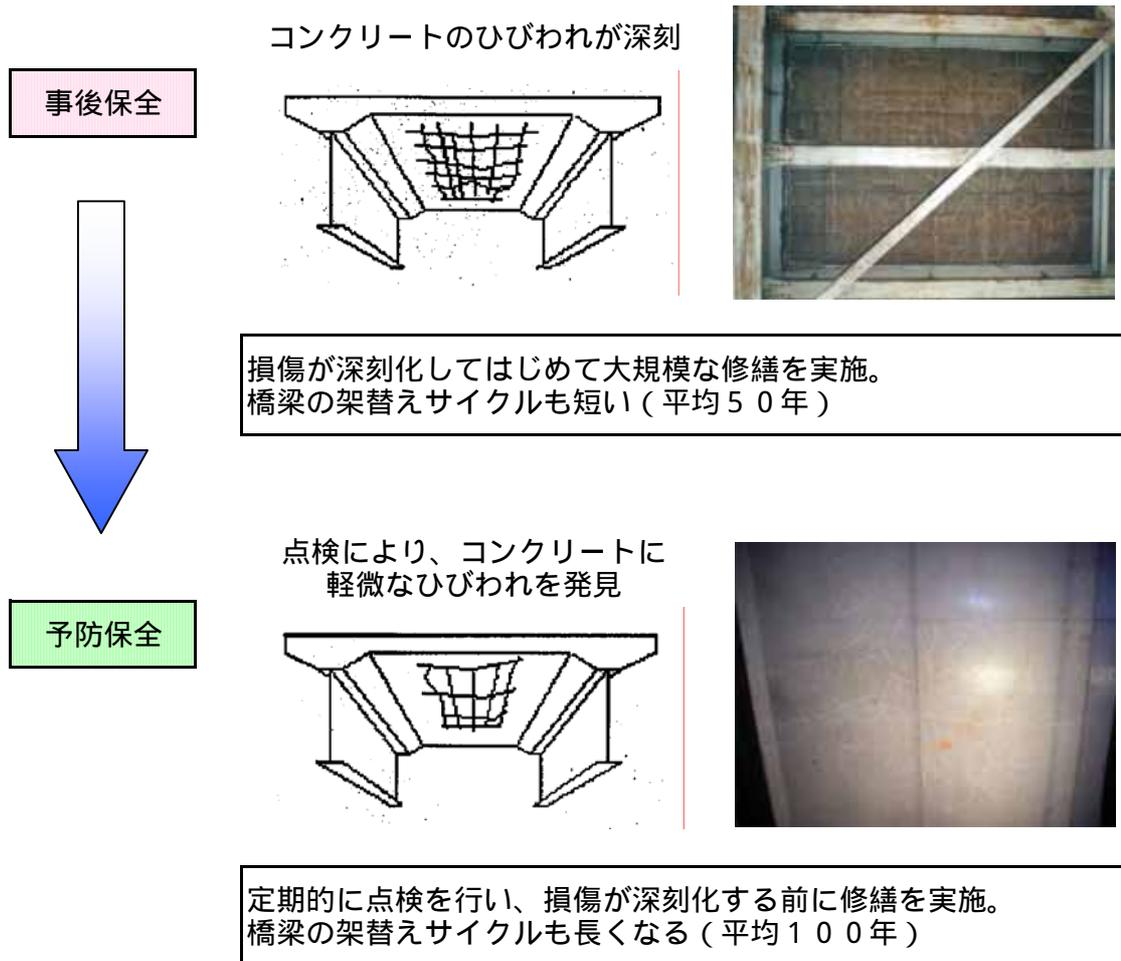 コンクリートのひびわれが深刻
事後保全
損傷が深刻化してはじめて大規模な修繕を実施。
橋梁の架替えサイクルも短い(平均50年)
点検により、コンクリートに
軽微なひびわれを発見
予防保全
定期的に点検を行い、損傷が深刻化する前に修繕を実施。
橋梁の架替えサイクルも長くなる(平均100年)